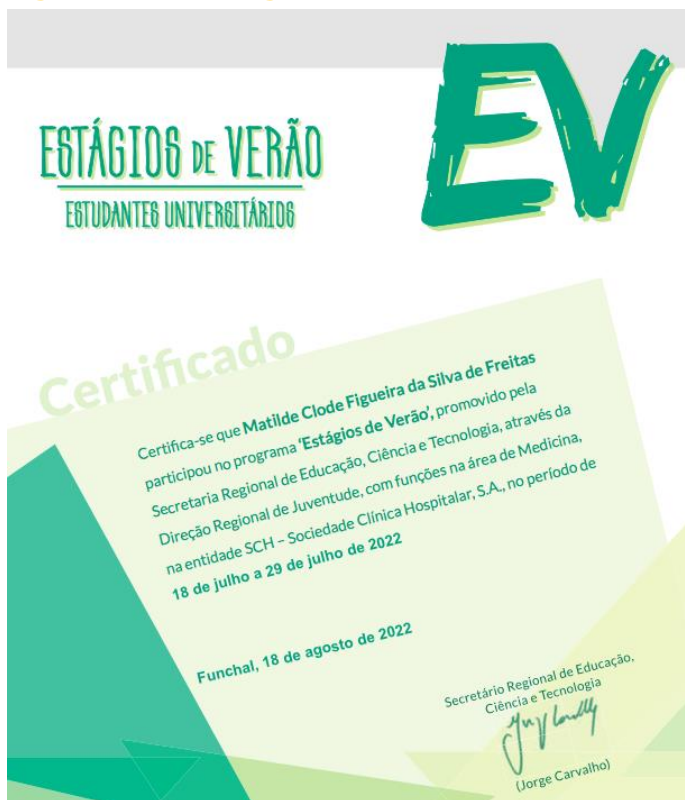 EV
ESTÁGIOS DE VERÃO
ESTUDANTES UNIVERSITÁRIOS
Certificado
Certifica-se que Matilde Clode Figueira da Silva de Freitas
participou no programa 'Estágios de Verão', promovido pela
Secretaria Regional de Educação, Ciência e Tecnologia, através da
Direção Regional de Juventude, com funções na área de Medicina,
na entidade SCH – Sociedade Clínica Hospitalar, S.A., no período de
18 de julho a 29 de julho de 2022
Funchal, 18 de agosto de 2022
Secretário Regional de Educação,
Ciência e Tecnologia
(Jorge Carvalho)